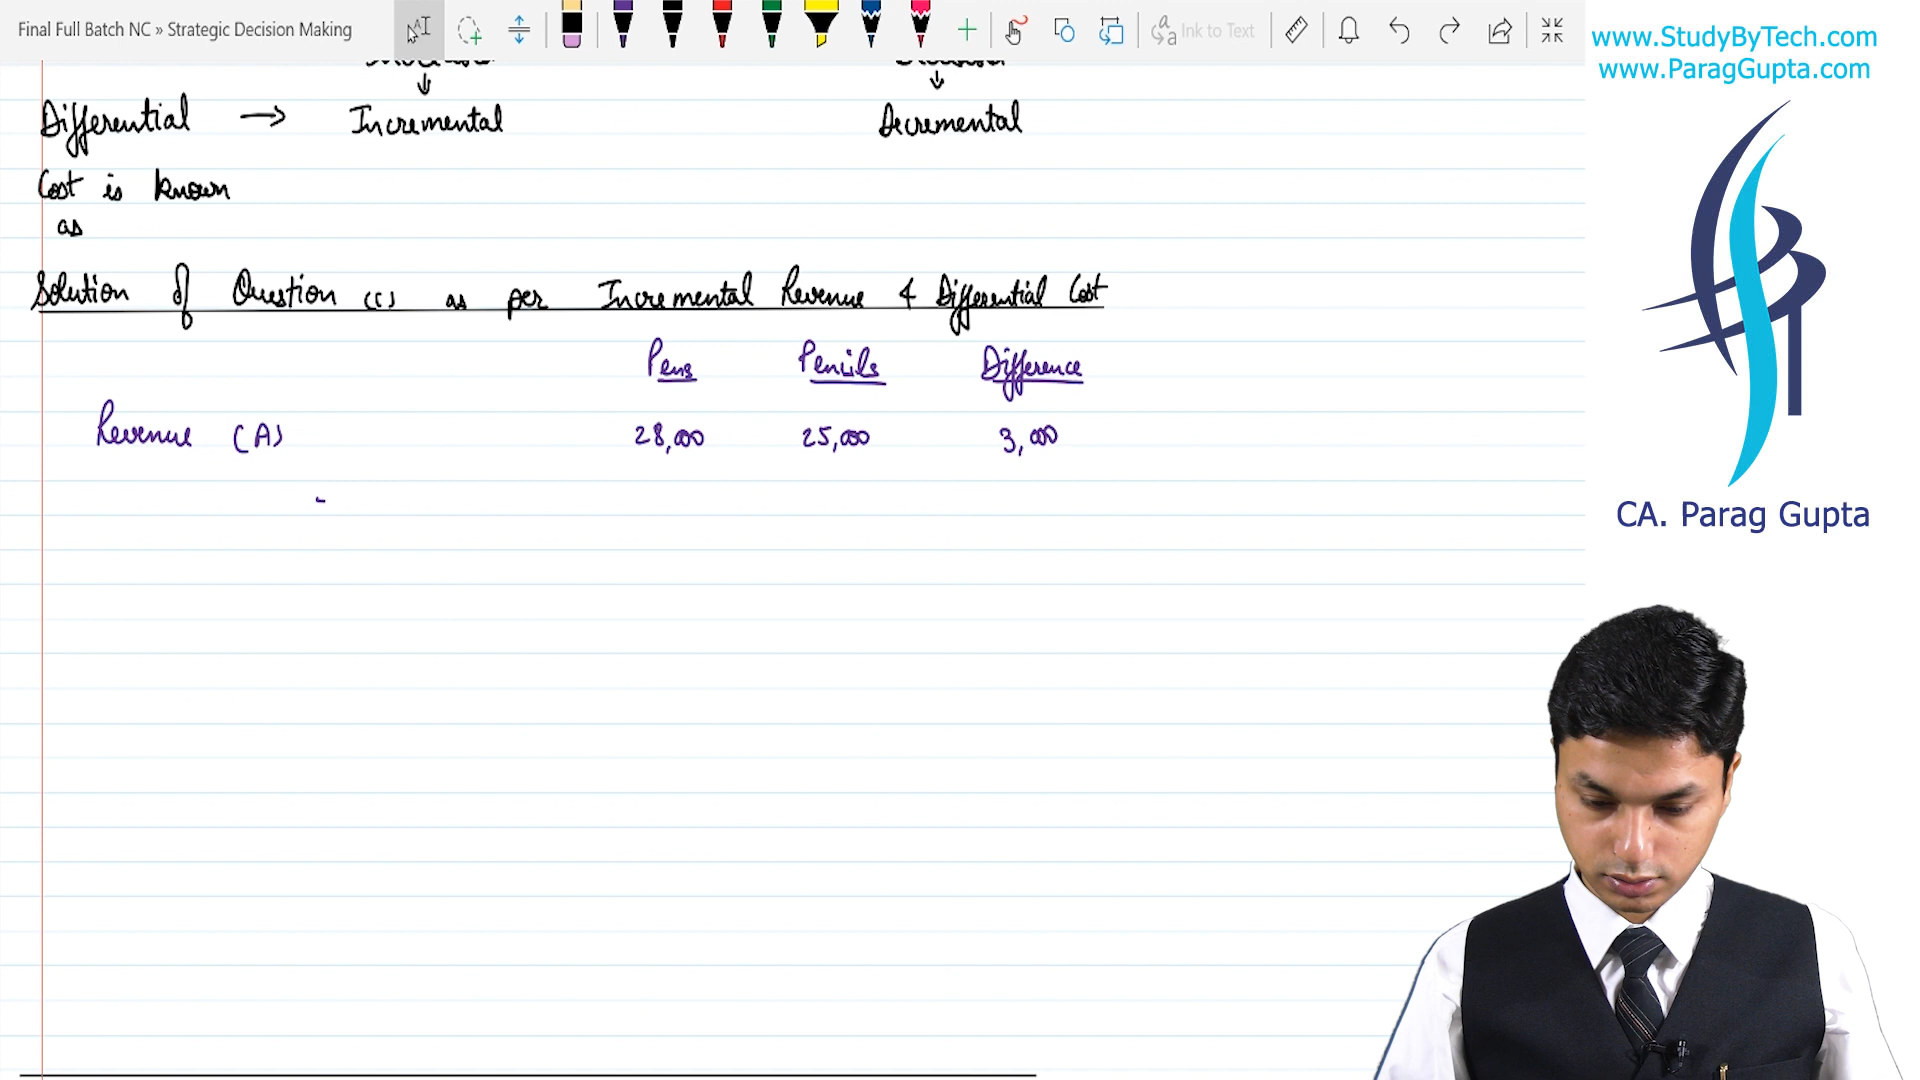 Final Full Batch NC » Strategic Decision Making
Ink to Text
www.StudyByTech.com
www.ParagGupta.com
Differential → Incremental Decremental
Cost is known
as
Solution of Question (C) as per Incremental Revenue & Differential Cost
Pens Pencils Difference
Revenue (A) 28,000 25,000 3,000
CA. Parag Gupta